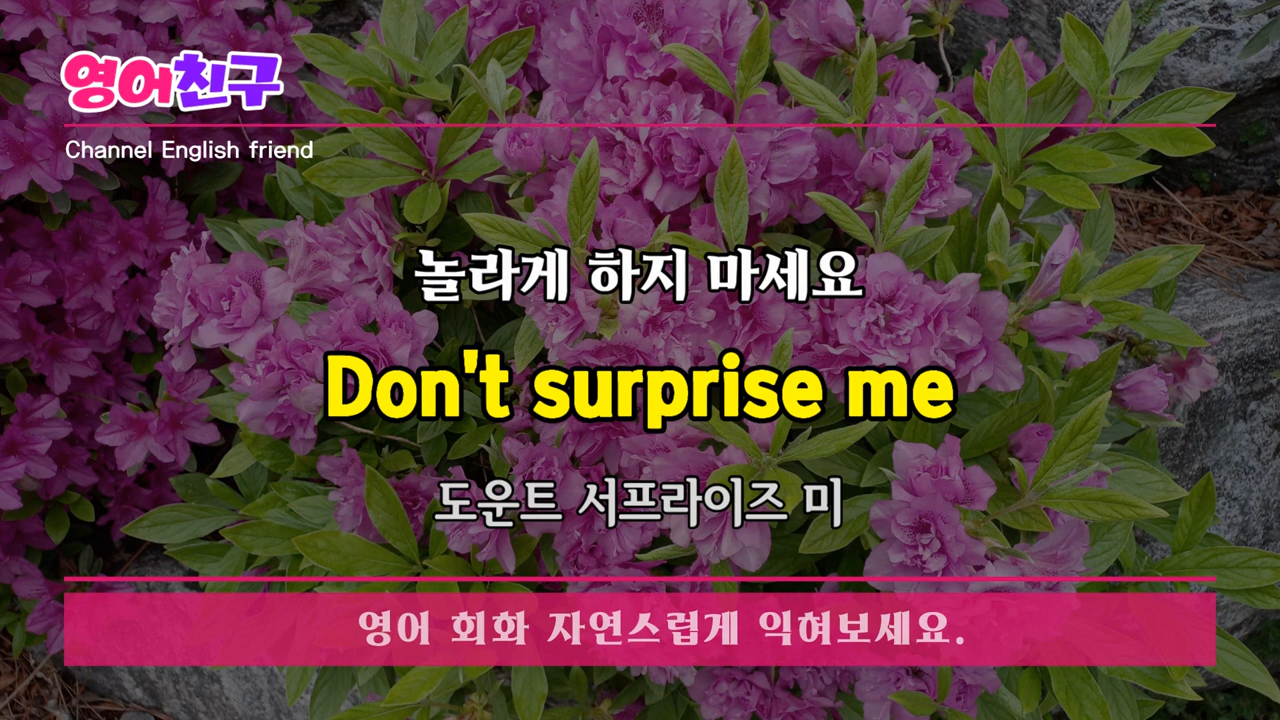 영어친구
Channel English friend
놀라게 하지 마세요
Don't surprise me
도운트 서프라이즈 미
영어 회화 자연스럽게 익혀보세요.